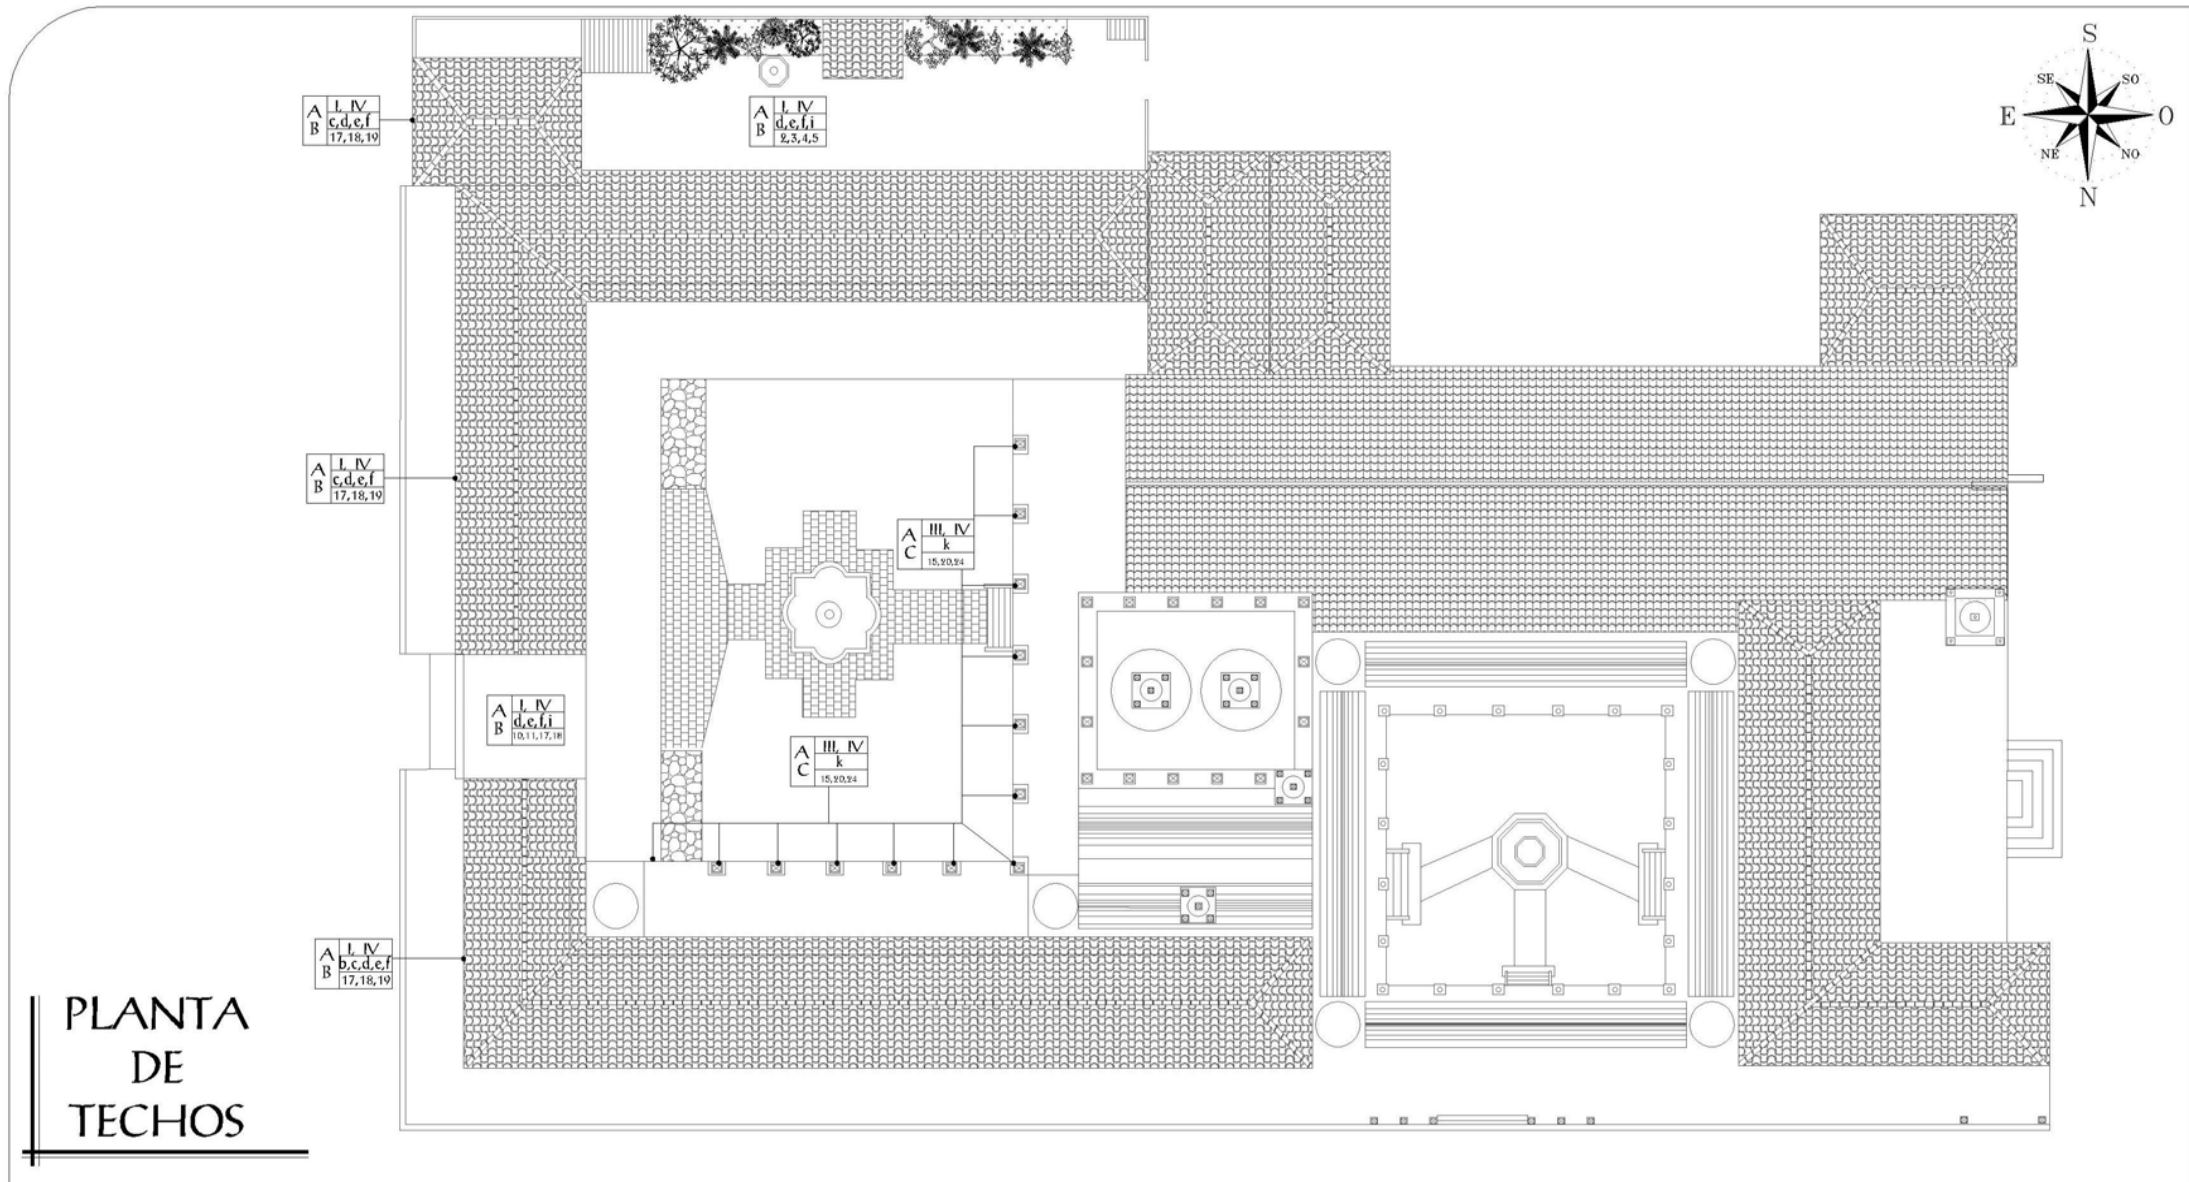 S
SE
SO
E
O
NE
NO
N
A
B
I, IV
c,d,e,f
17,18,19
A
B
I, IV
d,e,f,i
2,3,4,5
A
B
I, IV
c,d,e,f
17,18,19
A
C
III, IV
k
15,20,24
A
B
I, IV
d,e,f,i
10,11,17,18
A
C
III, IV
k
15,20,24
A
B
I, IV
b,c,d,e,f
17,18,19
PLANTA
DE
TECHOS